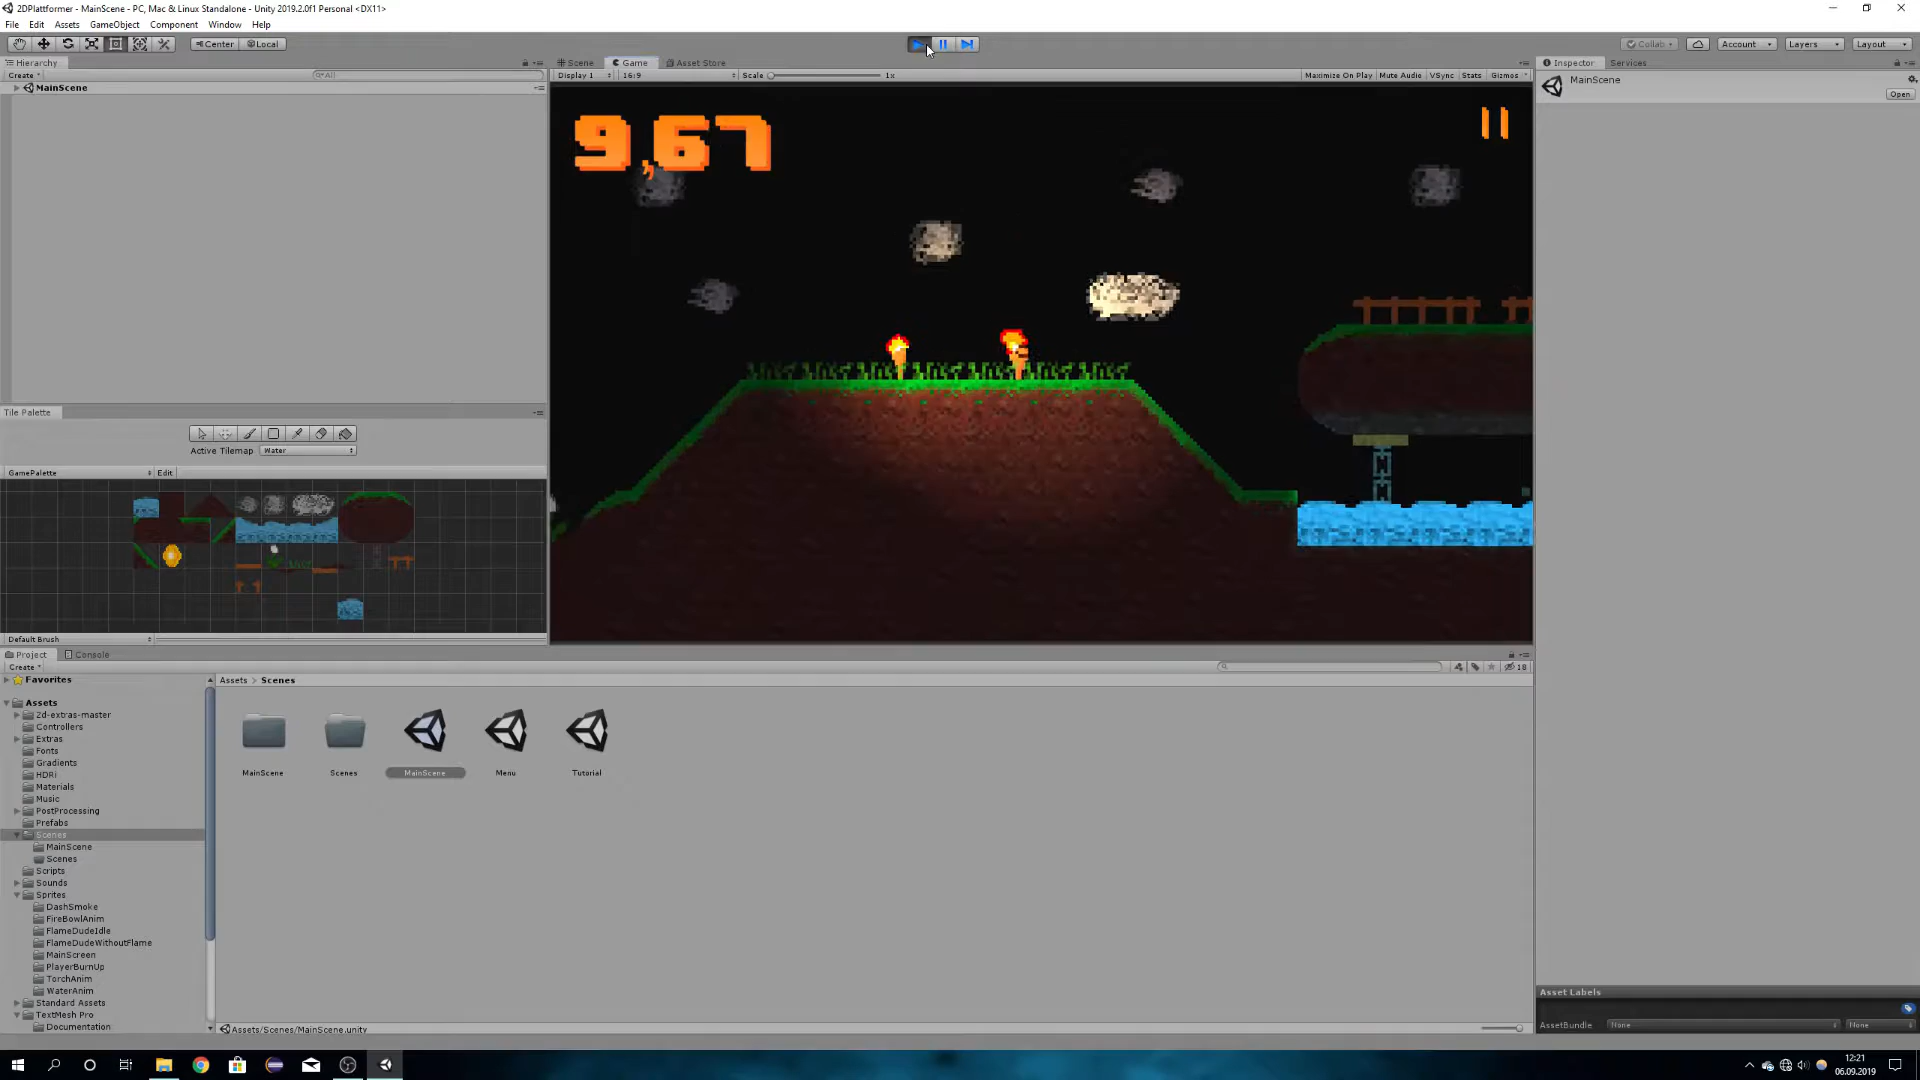 2DPlattformer - MainScene - PC, Mac & Linux Standalone - Unity 2019.2.0f1 Personal <DX11>
File Edit Assets GameObject Component Window Help
Center Local
Collab Account Layers Layout
Hierarchy
Create All
MainScene
Scene Game Asset Store
Display 1 16:9 Scale 1x
Maximize On Play Mute Audio VSync Stats Gizmos
9,67
Inspector Services
MainScene
Open
Tile Palette
Active Tilemap Water
GamePalette Edit
Default Brush
Project Console
Create
18
Favorites
Assets
2d-extras-master
Controllers
Extras
Fonts
Gradients
HDRi
Materials
Music
PostProcessing
Prefabs
Scenes
MainScene
Scenes
Scripts
Sounds
Sprites
DashSmoke
FireBowlAnim
FlameDudeIdle
FlameDudeWithoutFlame
MainScreen
PlayerBurnUp
TorchAnim
WaterAnim
Standard Assets
TextMesh Pro
Documentation
Assets > Scenes
MainScene Scenes MainScene Menu Tutorial
Assets/Scenes/MainScene.unity
Asset Labels
AssetBundle None None
12:21
06.09.2019